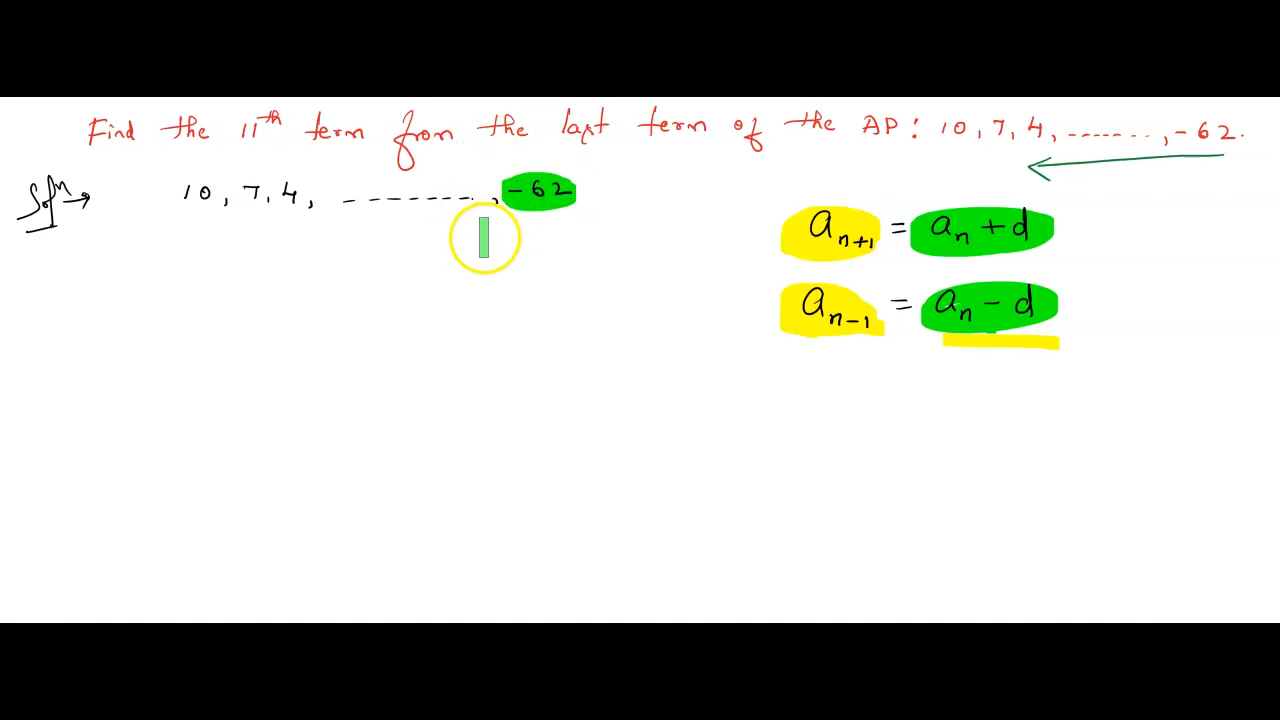 Find the 11th term from the last term of the AP: 10, 7, 4, ........, -62.
Soln → 10, 7, 4, --------, -62
aₙ₊₁ = aₙ + d
aₙ₋₁ = aₙ - d